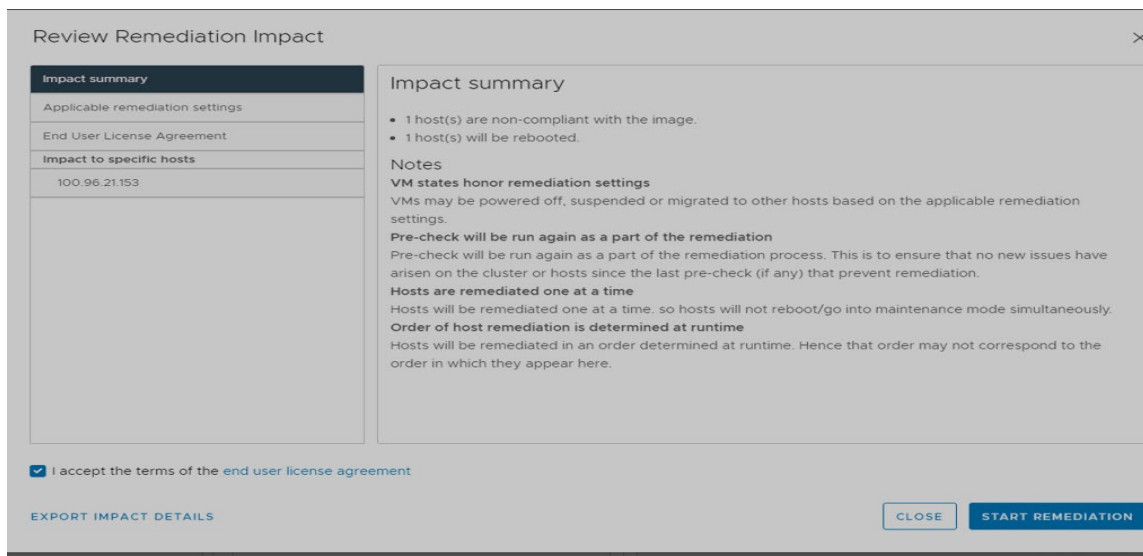 Review Remediation Impact
Impact summary
Applicable remediation settings
End User License Agreement
Impact to specific hosts
100.96.21.153
Impact summary
• 1 host(s) are non-compliant with the image.
• 1 host(s) will be rebooted.
Notes
VM states honor remediation settings
VMs may be powered off, suspended or migrated to other hosts based on the applicable remediation
settings.
Pre-check will be run again as a part of the remediation
Pre-check will be run again as a part of the remediation process. This is to ensure that no new issues have
arisen on the cluster or hosts since the last pre-check (if any) that prevent remediation.
Hosts are remediated one at a time
Hosts will be remediated one at a time. so hosts will not reboot/go into maintenance mode simultaneously.
Order of host remediation is determined at runtime
Hosts will be remediated in an order determined at runtime. Hence that order may not correspond to the
order in which they appear here.
I accept the terms of the end user license agreement
EXPORT IMPACT DETAILS
CLOSE
START REMEDIATION